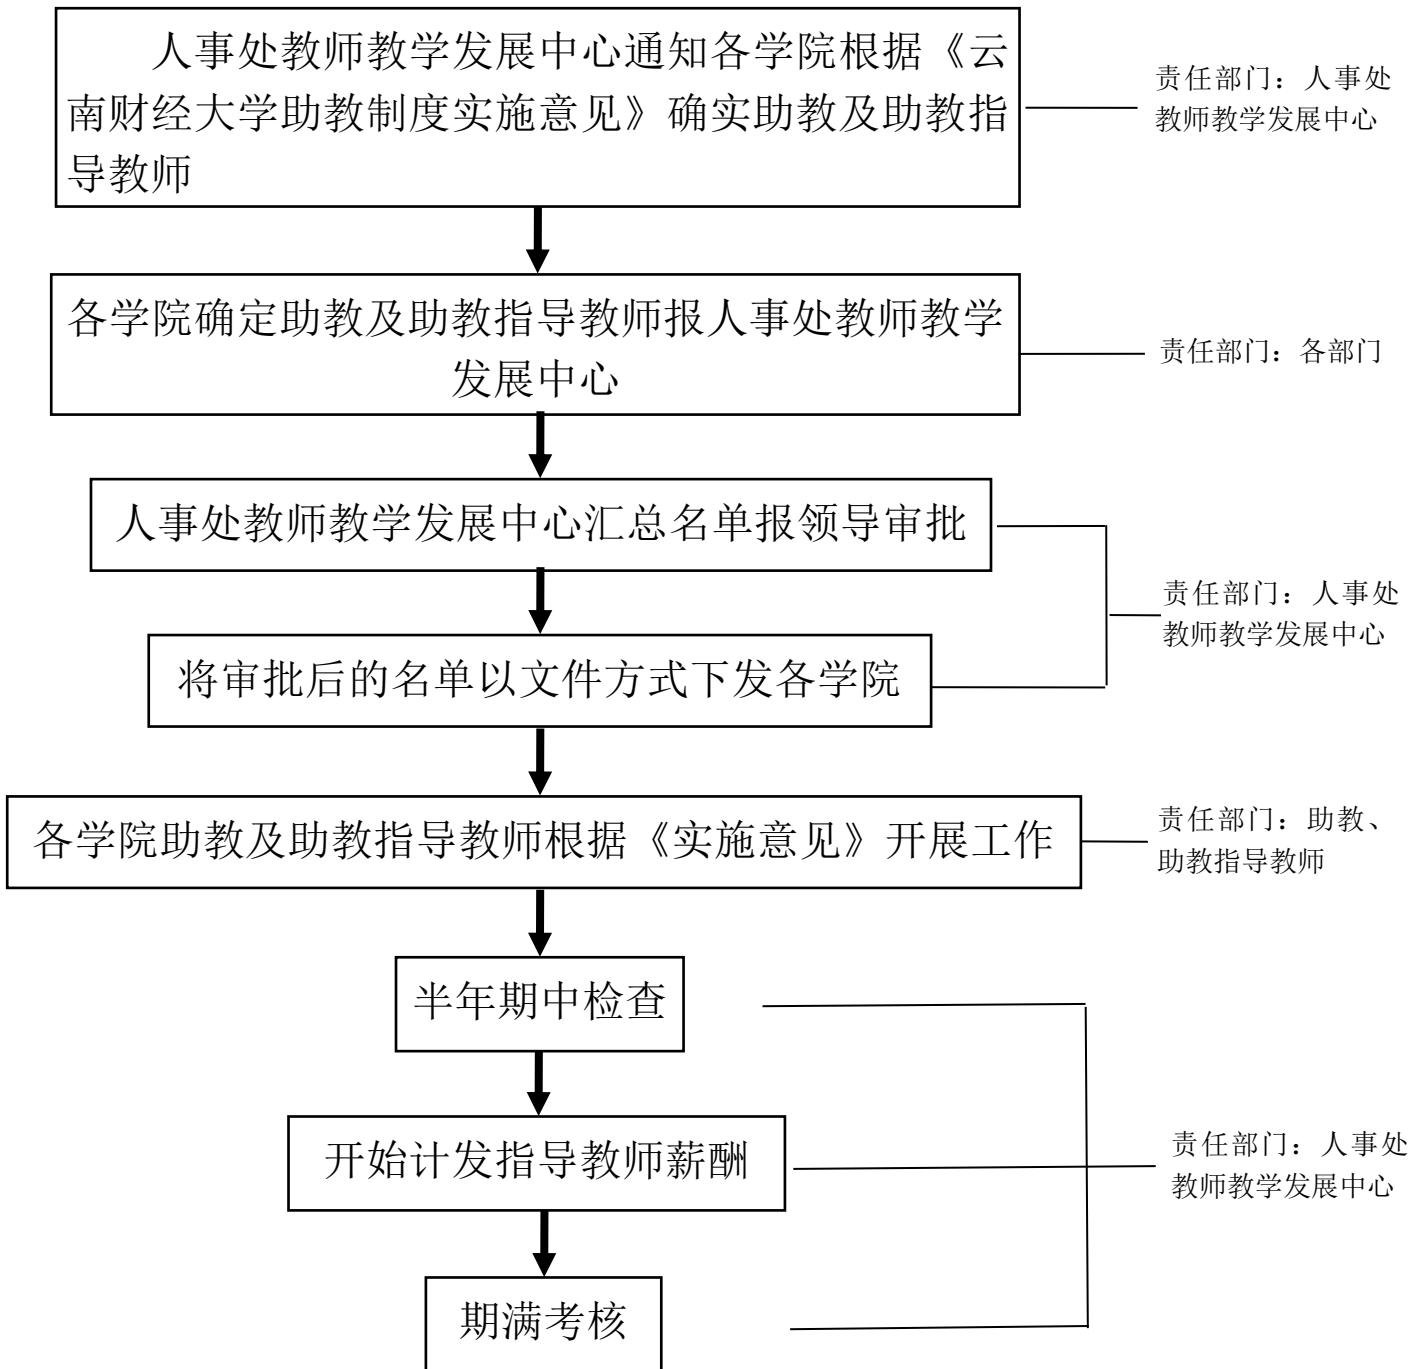 人事处教师教学发展中心通知各学院根据《云
南财经大学助教制度实施意见》确实助教及助教指
导教师
责任部门：人事处
教师教学发展中心
各学院确定助教及助教指导教师报人事处教师教学
发展中心
责任部门：各部门
人事处教师教学发展中心汇总名单报领导审批
责任部门：人事处
教师教学发展中心
将审批后的名单以文件方式下发各学院
各学院助教及助教指导教师根据《实施意见》开展工作
责任部门：助教、
助教指导教师
半年期中检查
开始计发指导教师薪酬
责任部门：人事处
教师教学发展中心
期满考核